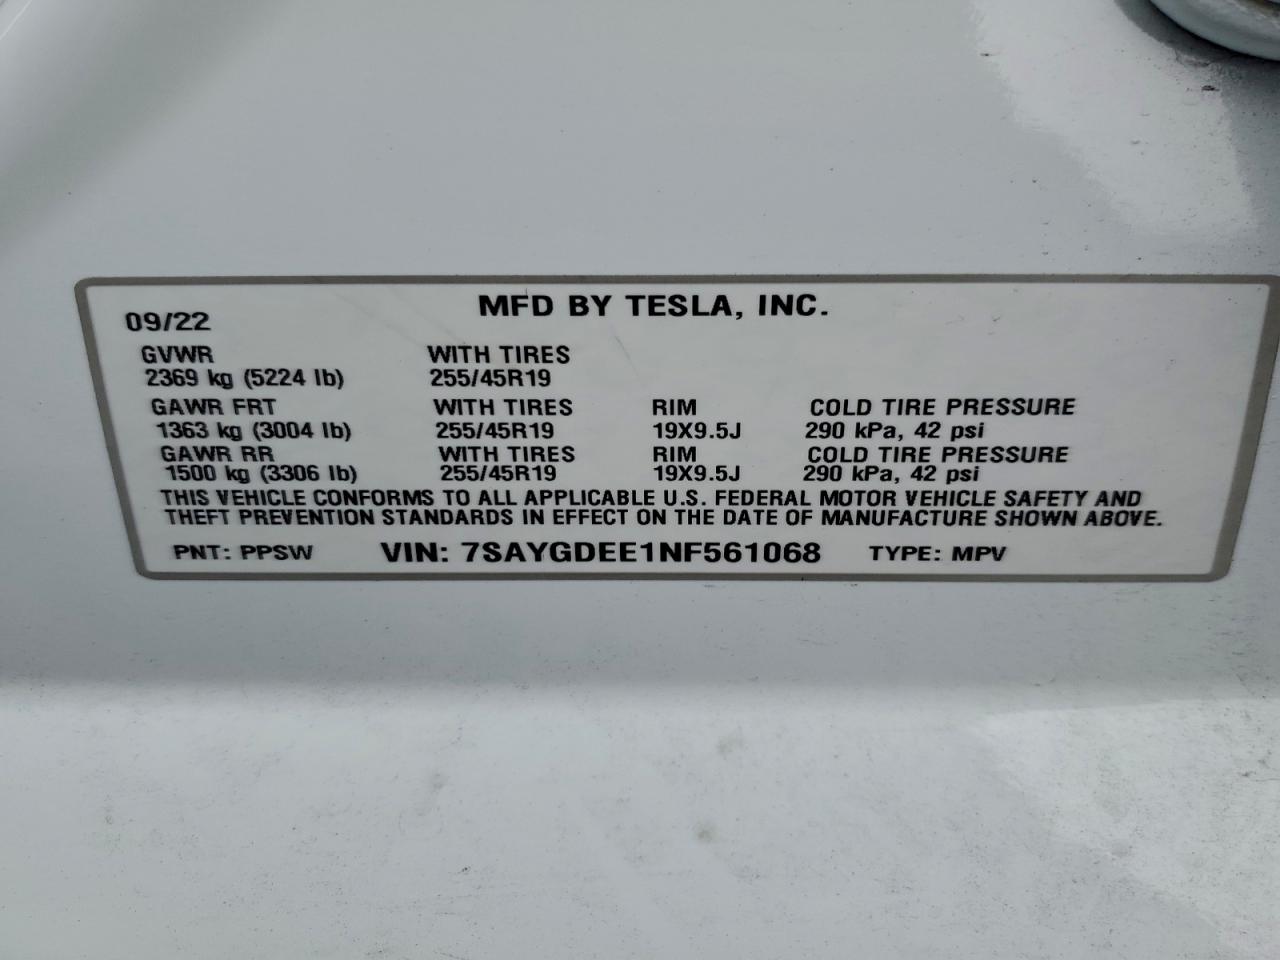 MFD BY TESLA, INC.
09/22
GVWR WITH TIRES
2369 kg (5224 lb) 255/45R19
GAWR FRT WITH TIRES RIM COLD TIRE PRESSURE
1363 kg (3004 lb) 255/45R19 19X9.5J 290 kPa, 42 psi
GAWR RR WITH TIRES RIM COLD TIRE PRESSURE
1500 kg (3306 lb) 255/45R19 19X9.5J 290 kPa, 42 psi
THIS VEHICLE CONFORMS TO ALL APPLICABLE U.S. FEDERAL MOTOR VEHICLE SAFETY AND
THEFT PREVENTION STANDARDS IN EFFECT ON THE DATE OF MANUFACTURE SHOWN ABOVE.
PNT: PPSW VIN: 7SAYGDEE1NF561068 TYPE: MPV